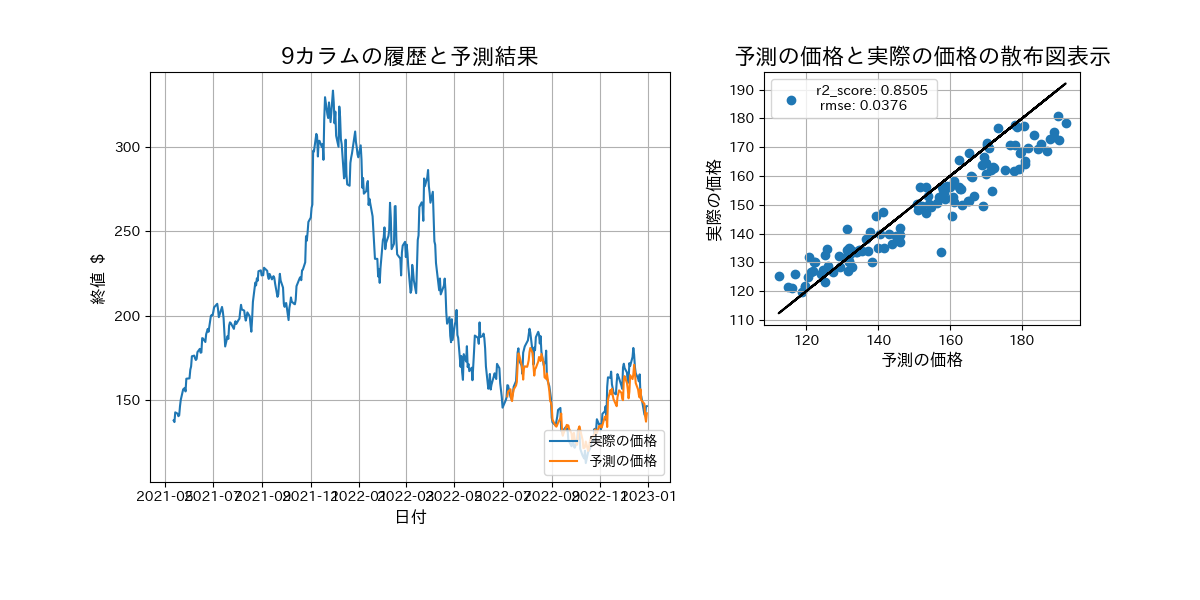 9カラムの履歴と予測結果
終値 $
300
250
200
150
2021-05
2021-07
2021-09
2021-11
2022-01
2022-03
2022-05
2022-07
2022-09
2022-11
2023-01
日付
実際の価格
予測の価格
予測の価格と実際の価格の散布図表示
実際の価格
190
180
170
160
150
140
130
120
110
r2_score: 0.8505
rmse: 0.0376
120
140
160
180
予測の価格